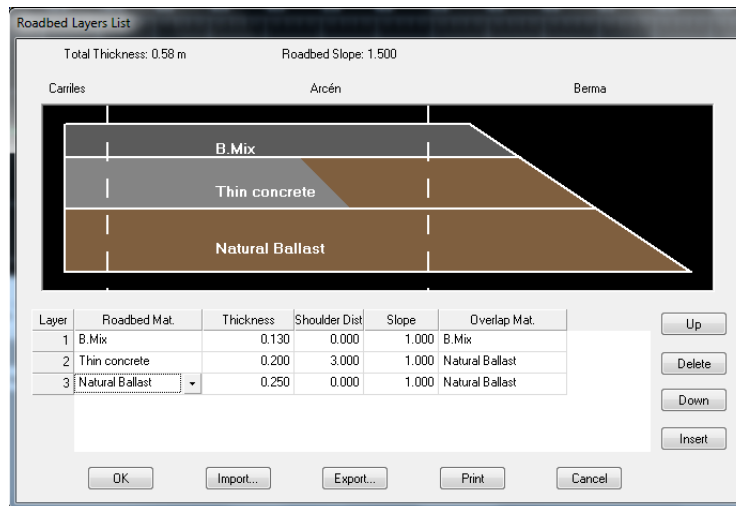 Roadbed Layers List
Total Thickness: 0.58 m Roadbed Slope: 1.500
Carriles Arcén Berma
B.Mix
Thin concrete
Natural Ballast
Layer Roadbed Mat. Thickness Shoulder Dist Slope Overlap Mat.
1 B.Mix 0.130 0.000 1.000 B.Mix
2 Thin concrete 0.200 3.000 1.000 Natural Ballast
3 Natural Ballast 0.250 0.000 1.000 Natural Ballast
Up
Delete
Down
Insert
OK Import... Export... Print Cancel